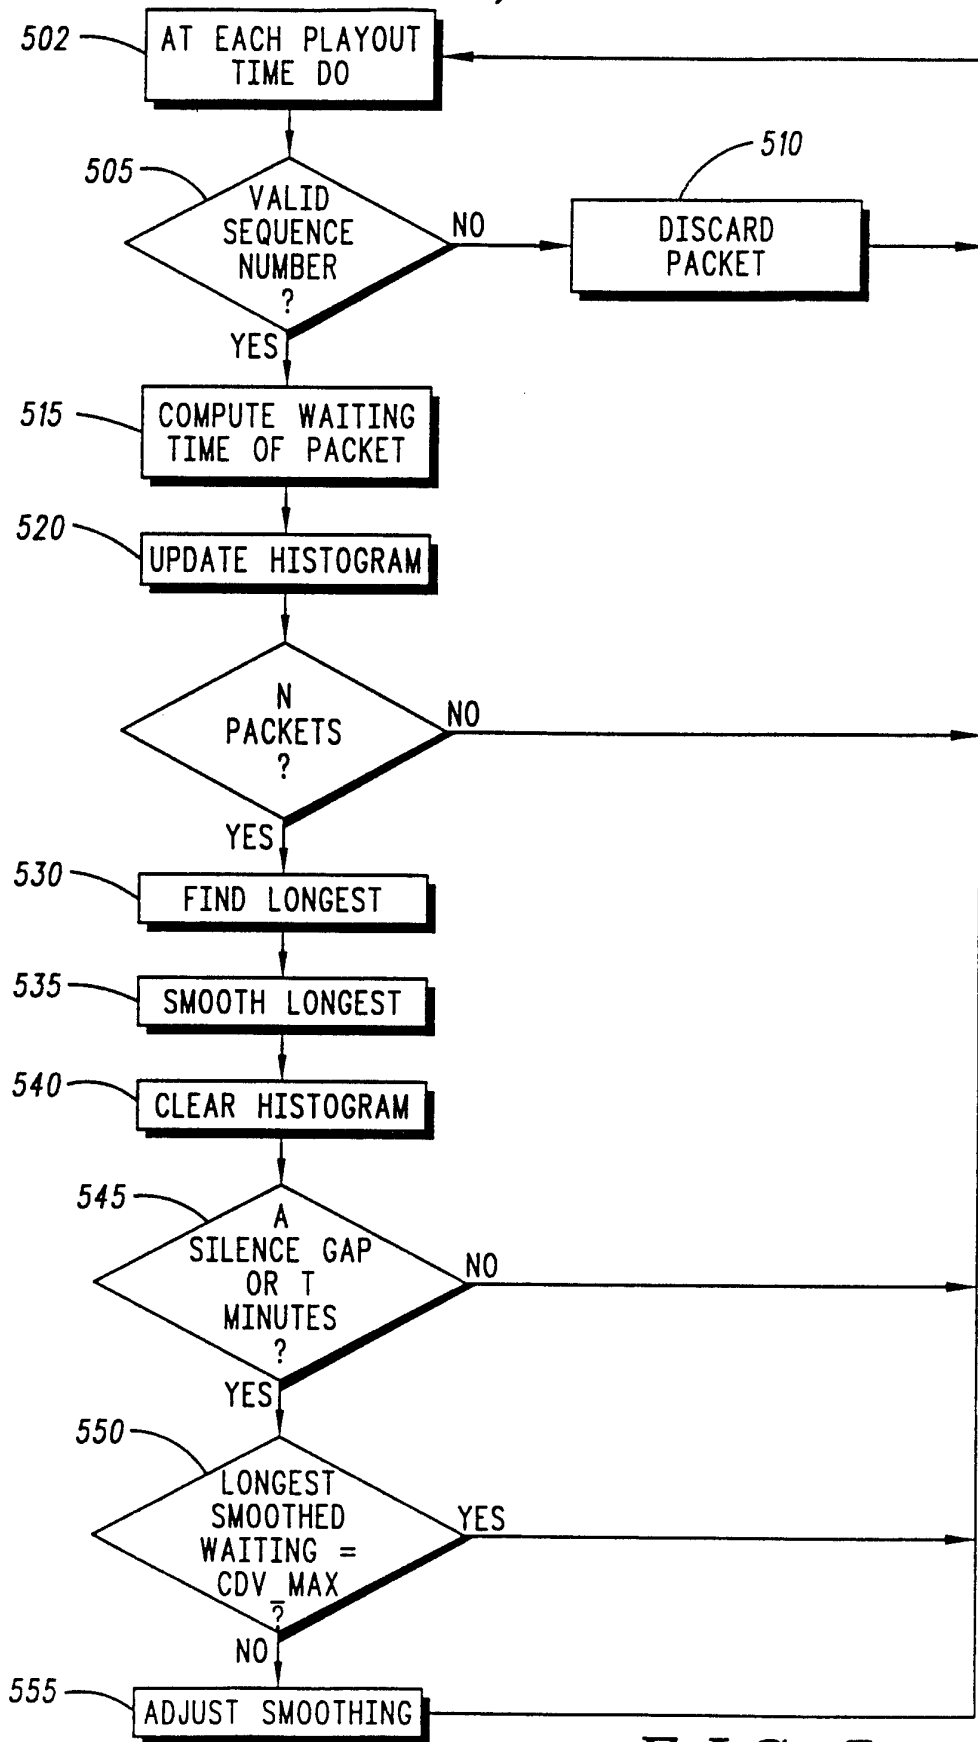 502
AT EACH PLAYOUT
TIME DO
505
VALID
SEQUENCE
NUMBER
?
NO
510
DISCARD
PACKET
YES
515
COMPUTE WAITING
TIME OF PACKET
520
UPDATE HISTOGRAM
N
PACKETS
?
NO
YES
530
FIND LONGEST
535
SMOOTH LONGEST
540
CLEAR HISTOGRAM
545
A
SILENCE GAP
OR T
MINUTES
?
NO
YES
550
LONGEST
SMOOTHED
WAITING =
CDV_MAX
?
YES
NO
555
ADJUST SMOOTHING